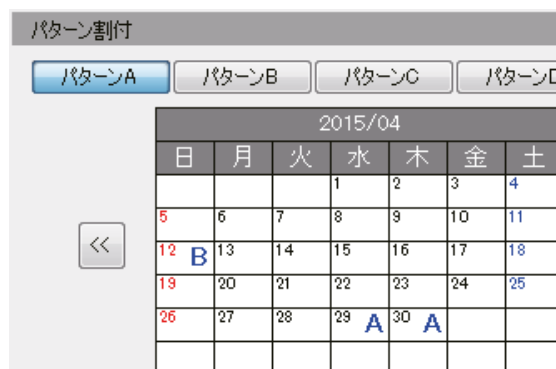 パターン割付
パターンA パターンB パターンC パターンD
2015/04
日 月 火 水 木 金 土
1 2 3 4
<< 5 6 7 8 9 10 11
12 B 13 14 15 16 17 18
19 20 21 22 23 24 25
26 27 28 29 A 30 A